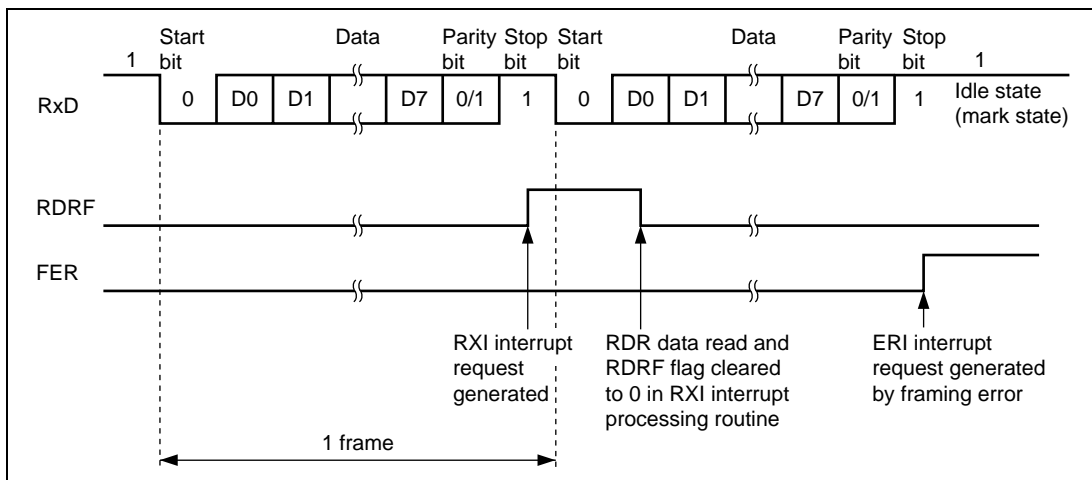 1
Start
bit
Data
Parity
bit
Stop
bit
Start
bit
Data
Parity
bit
Stop
bit
1
RxD
0
D0
D1
D7
0/1
1
0
D0
D1
D7
0/1
1
Idle state
(mark state)
RDRF
FER
RXI interrupt
request
generated
RDR data read and
RDRF flag cleared
to 0 in RXI interrupt
processing routine
ERI interrupt
request generated
by framing error
1 frame